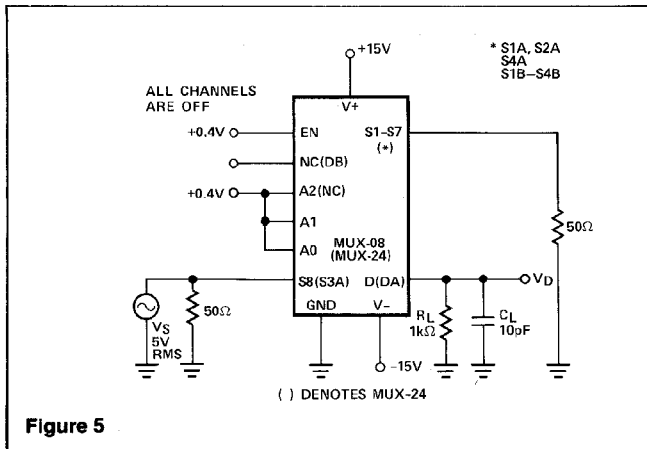 +15V
* S1A, S2A
S4A
S1B–S4B
ALL CHANNELS
ARE OFF
V+
+0.4V
EN
S1–S7
(*)
NC(DB)
+0.4V
A2(NC)
A1
A0
MUX-08
(MUX-24)
50Ω
S8(S3A)
D(DA)
VD
GND
V–
50Ω
VS
5V
RMS
RL
1kΩ
CL
10pF
–15V
( ) DENOTES MUX-24
Figure 5